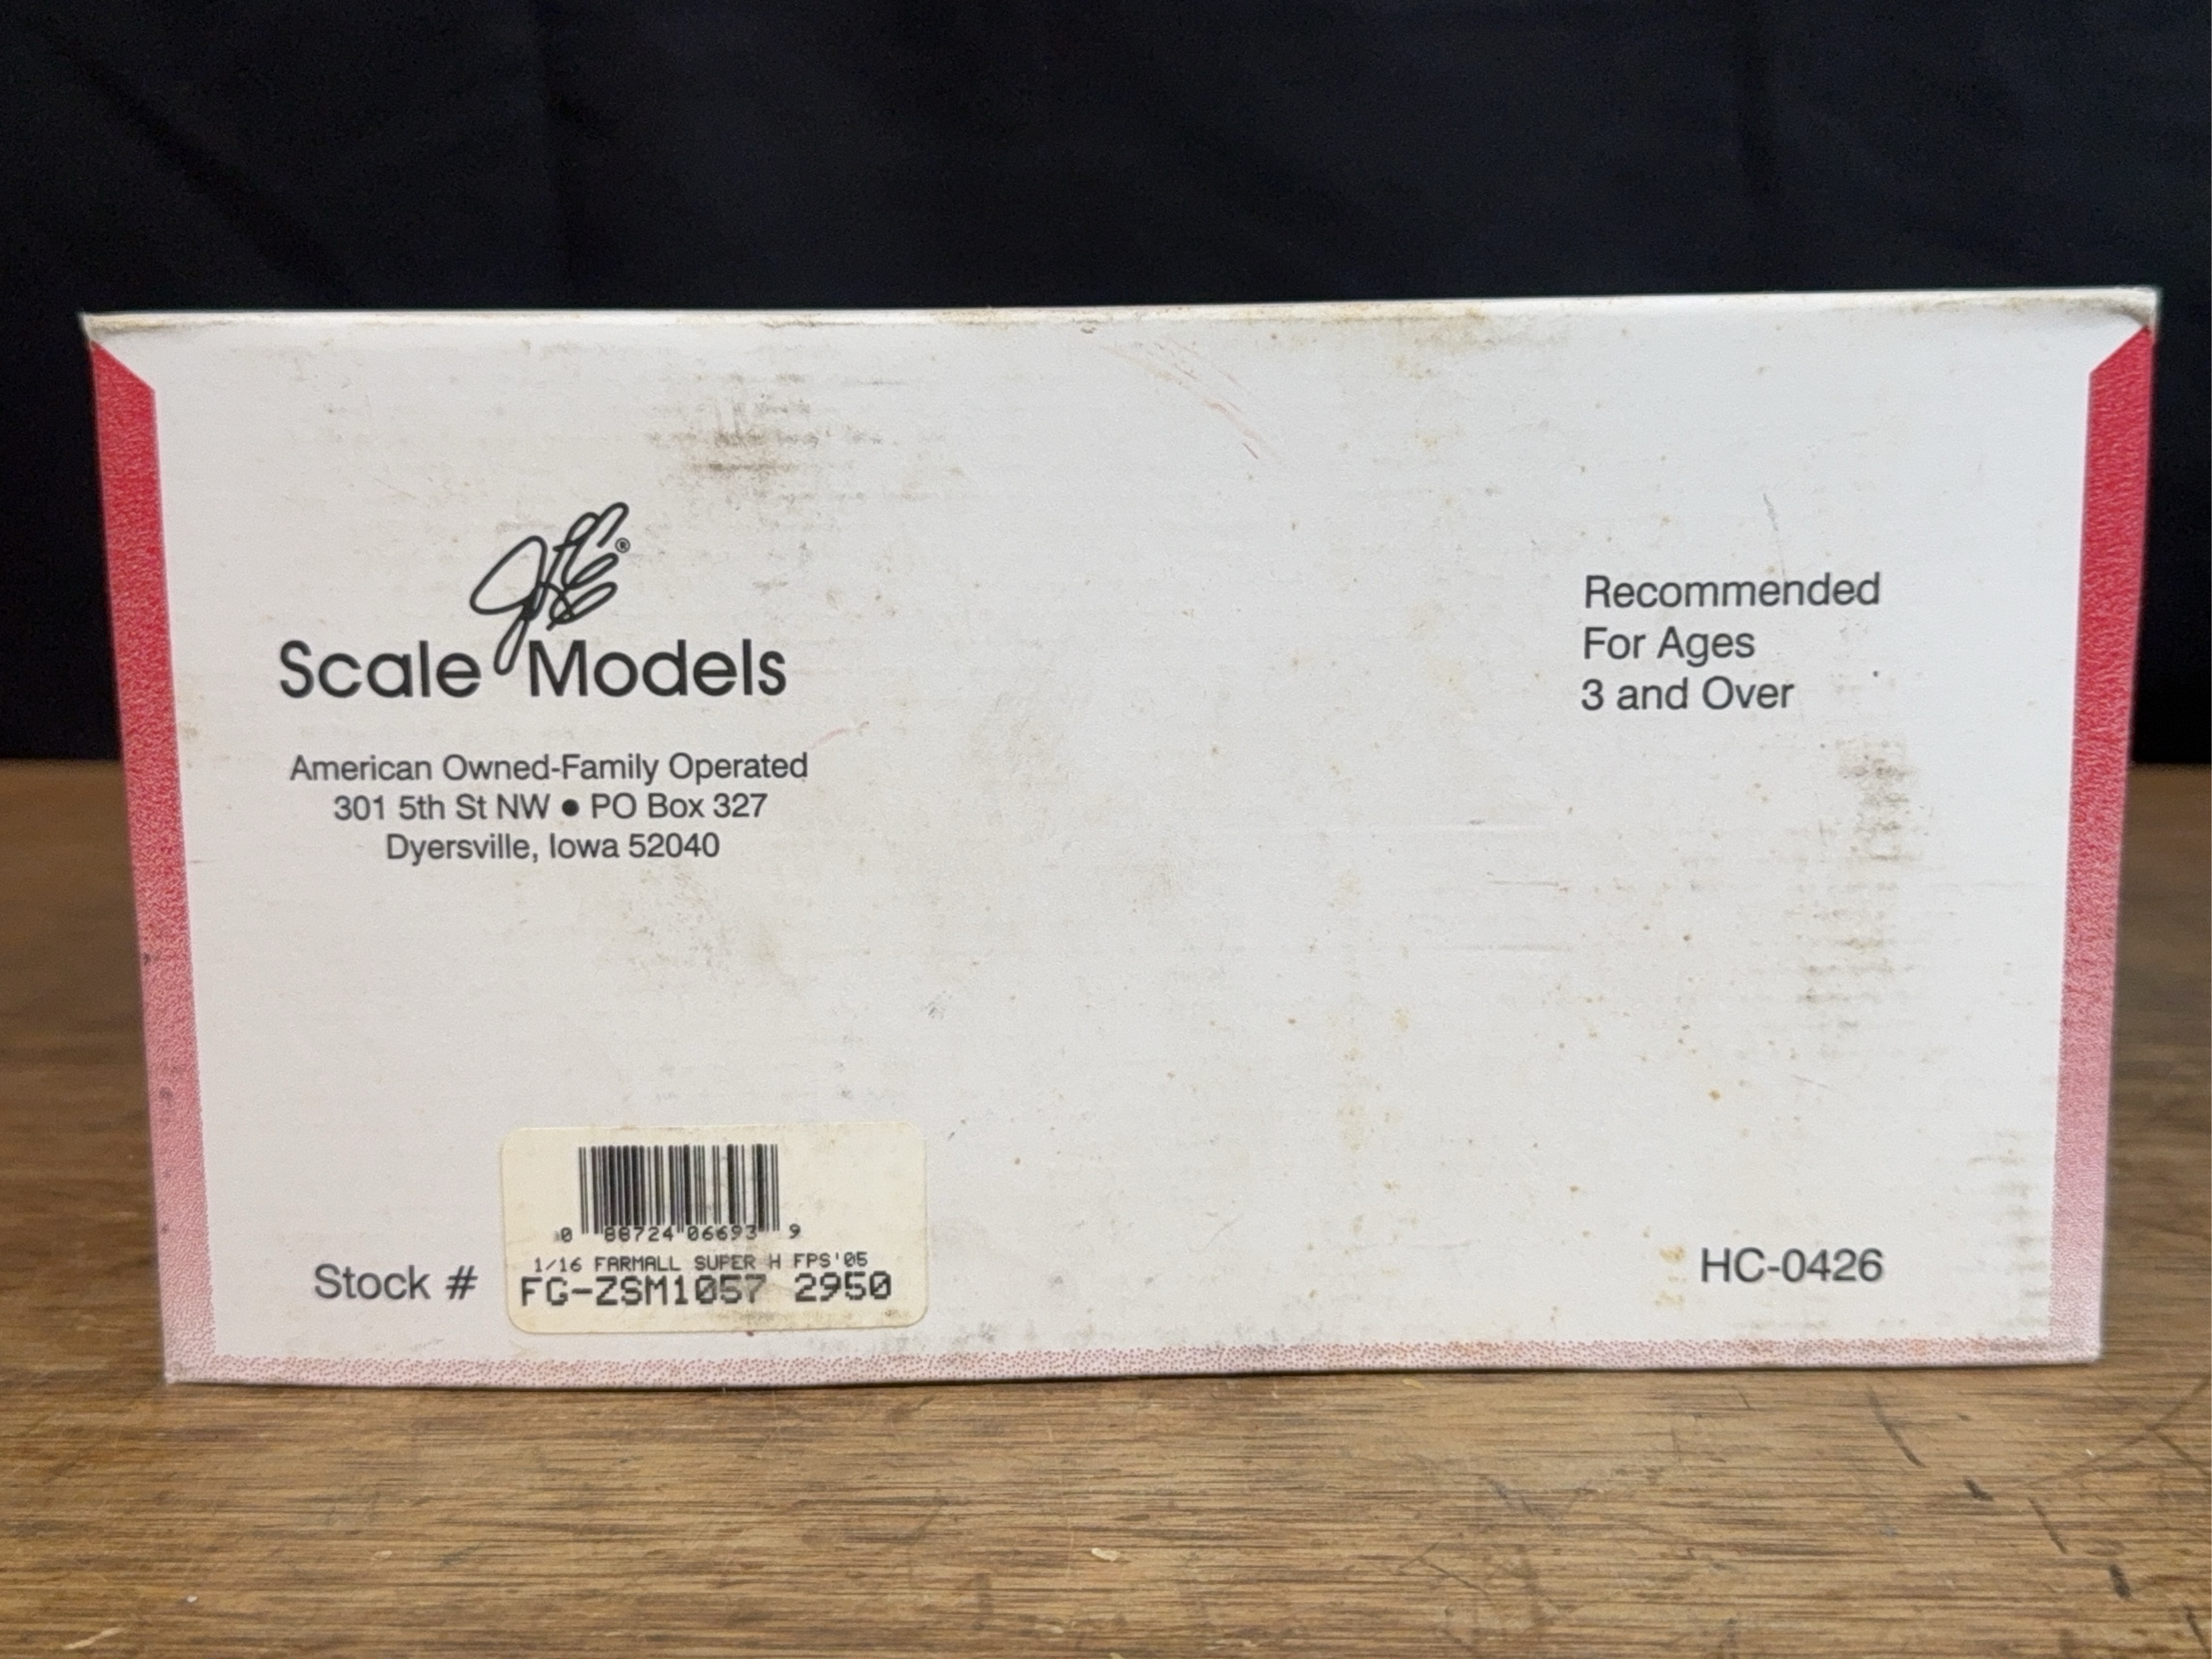 Scale Models
American Owned-Family Operated
301 5th St NW ● PO Box 327
Dyersville, Iowa 52040
Recommended
For Ages
3 and Over
0 88724 06693 9
1/16 FARMALL SUPER H FPS'05
Stock # FG-ZSM1057 2950
HC-0426